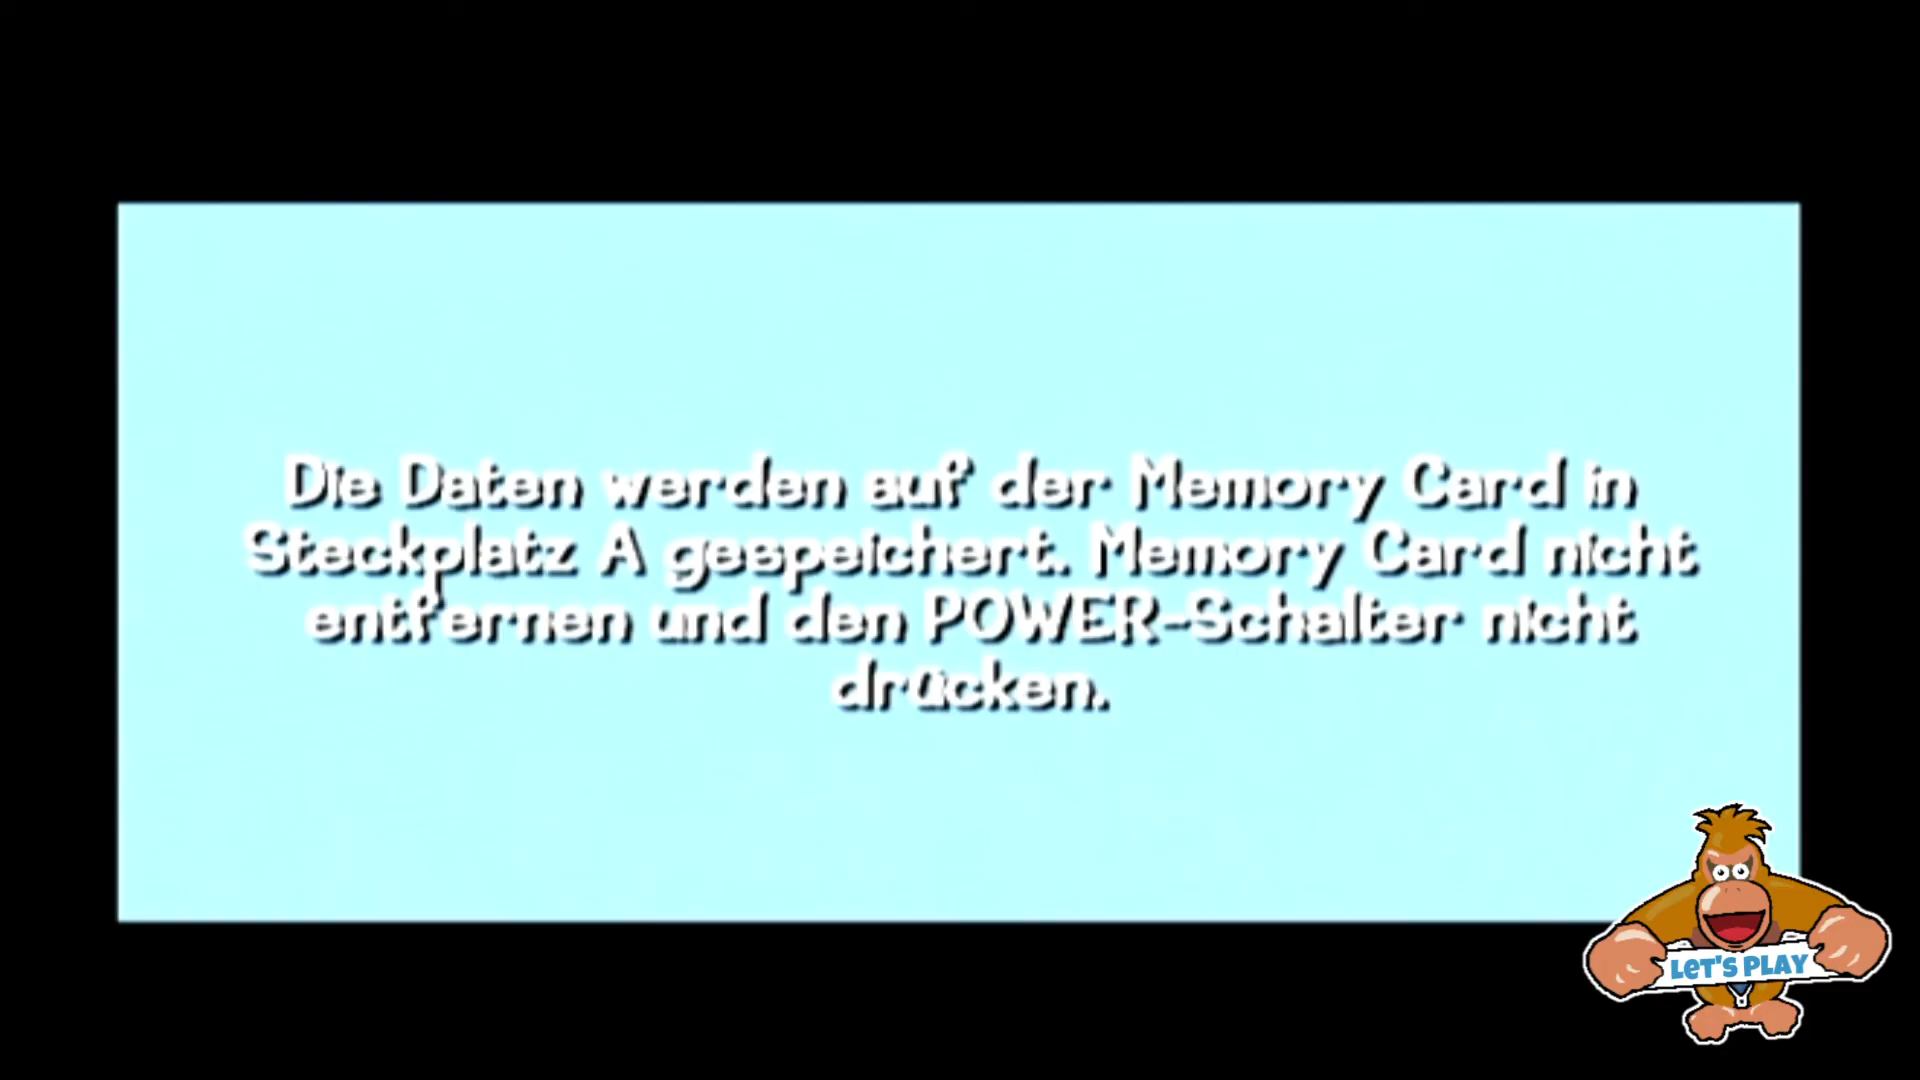 Die Daten werden auf der Memory Card in
Steckplatz A gespeichert. Memory Card nicht
entfernen und den POWER-Schalter nicht
drücken.
LET'S PLAY